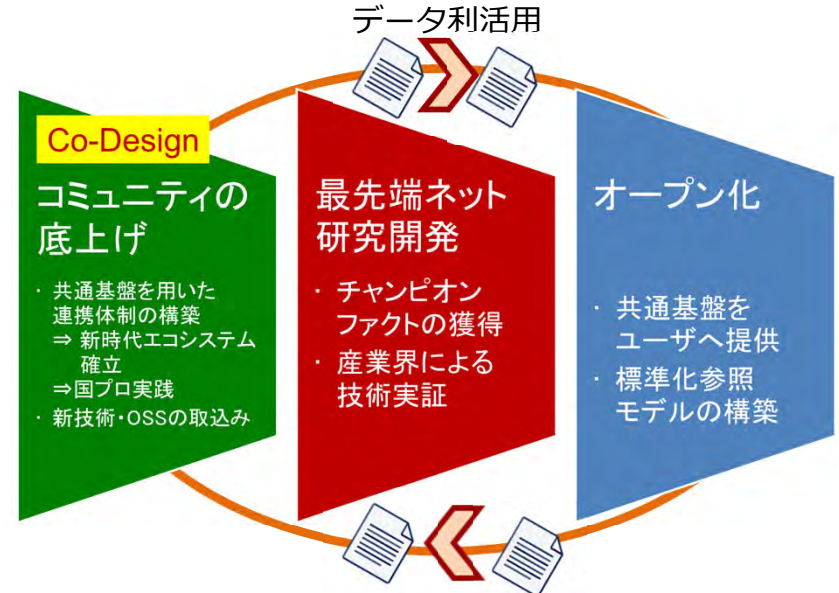 データ利活用
Co-Design
コミュニティの
底上げ
・ 共通基盤を用いた
連携体制の構築
⇒ 新時代エコシステム
確立
⇒国プロ実践
・ 新技術・OSSの取込み
最先端ネット
研究開発
・ チャンピオン
ファクトの獲得
・ 産業界による
技術実証
オープン化
・ 共通基盤を
ユーザへ提供
・ 標準化参照
モデルの構築